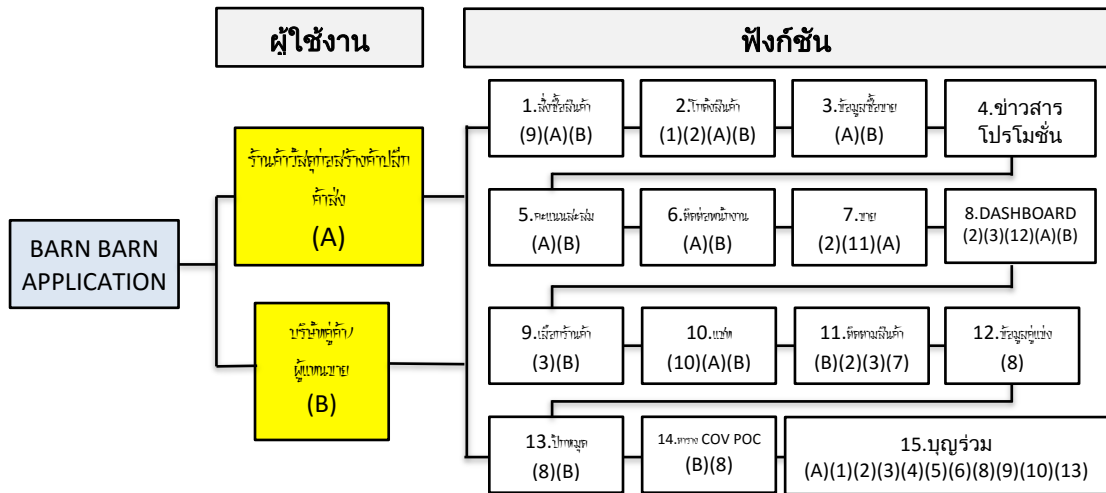 ผู้ใช้งาน
ฟังก์ชัน
BARN BARN
APPLICATION
ร้านค้าวัสดุก่อสร้างค้าปลีก
ค้าส่ง
(A)
บริษัทคู่ค้า/
ผู้แทนขาย
(B)
1.สั่งซื้อสินค้า
(9)(A)(B)
2.โกดังสินค้า
(1)(2)(A)(B)
3.ข้อมูลซื้อขาย
(A)(B)
4.ข่าวสาร
โปรโมชั่น
5.คะแนนสะสม
(A)(B)
6.ติดต่อพนักงาน
(A)(B)
7.ขาย
(2)(11)(A)
8.DASHBOARD
(2)(3)(12)(A)(B)
9.เลือกร้านค้า
(3)(B)
10.แชท
(10)(A)(B)
11.ติดตามสินค้า
(B)(2)(3)(7)
12.ข้อมูลคู่แข่ง
(8)
13.ปักหมุด
(8)(B)
14.ตาราง COV POC
(B)(8)
15.บุญร่วม
(A)(1)(2)(3)(4)(5)(6)(8)(9)(10)(13)